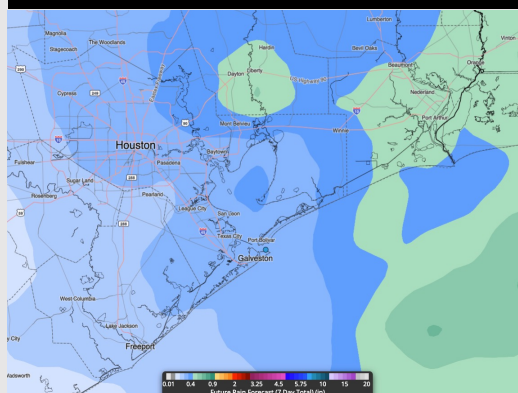 Lumberton
Magnolia
The Woodlands
Vinton
Stagecoach
Hardin
Bevil Oaks
Dayton
Liberty
Beaumont
Orange
Cypress
Nederland
Port Arthur
Mont Belvieu
Winnie
Houston
Baytown
Fulshear
Pasadena
Sugar Land
Rosenberg
Pearland
League City
San Leon
Texas City
Port Bolivar
Galveston
West Columbia
Lake Jackson
y City
Freeport
Wadsworth
0.01 0.4 0.9 2 3.25 4.5 5.75 10 15 20
Future Rain Forecast (7 Day Total) (in)